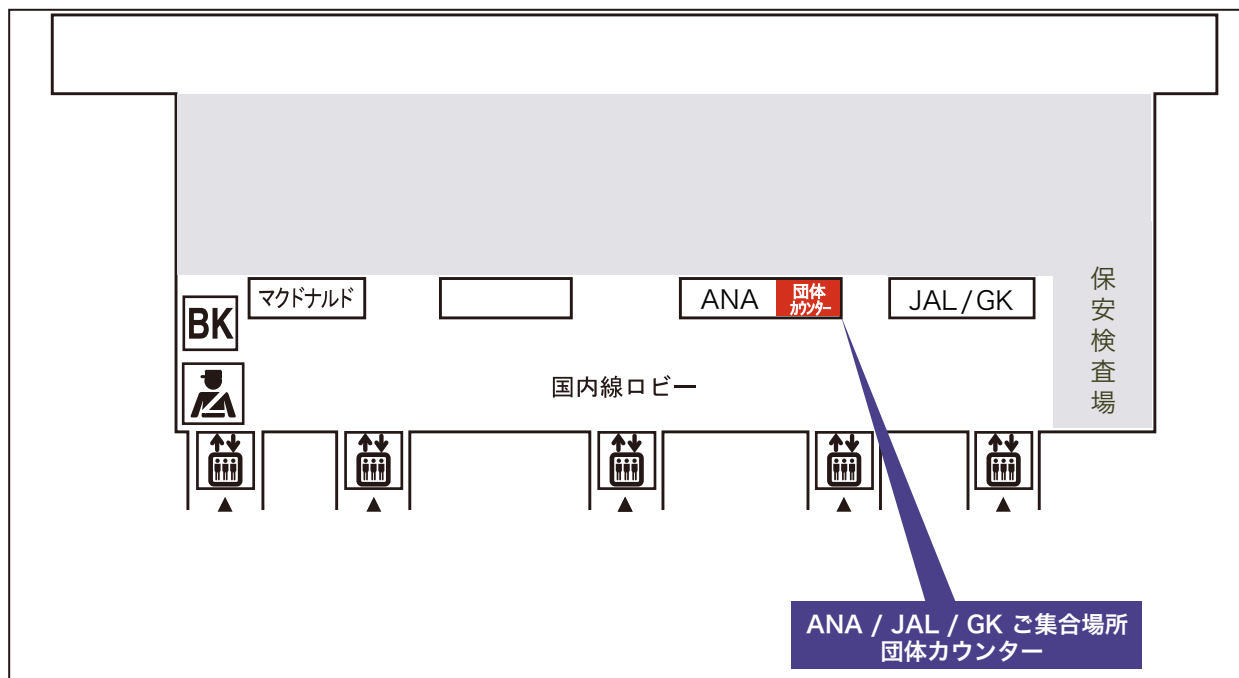 マクドナルド
ANA
団体
カウンター
JAL/GK
BK
国内線ロビー
保安検査場
ANA / JAL / GK ご集合場所
団体カウンター